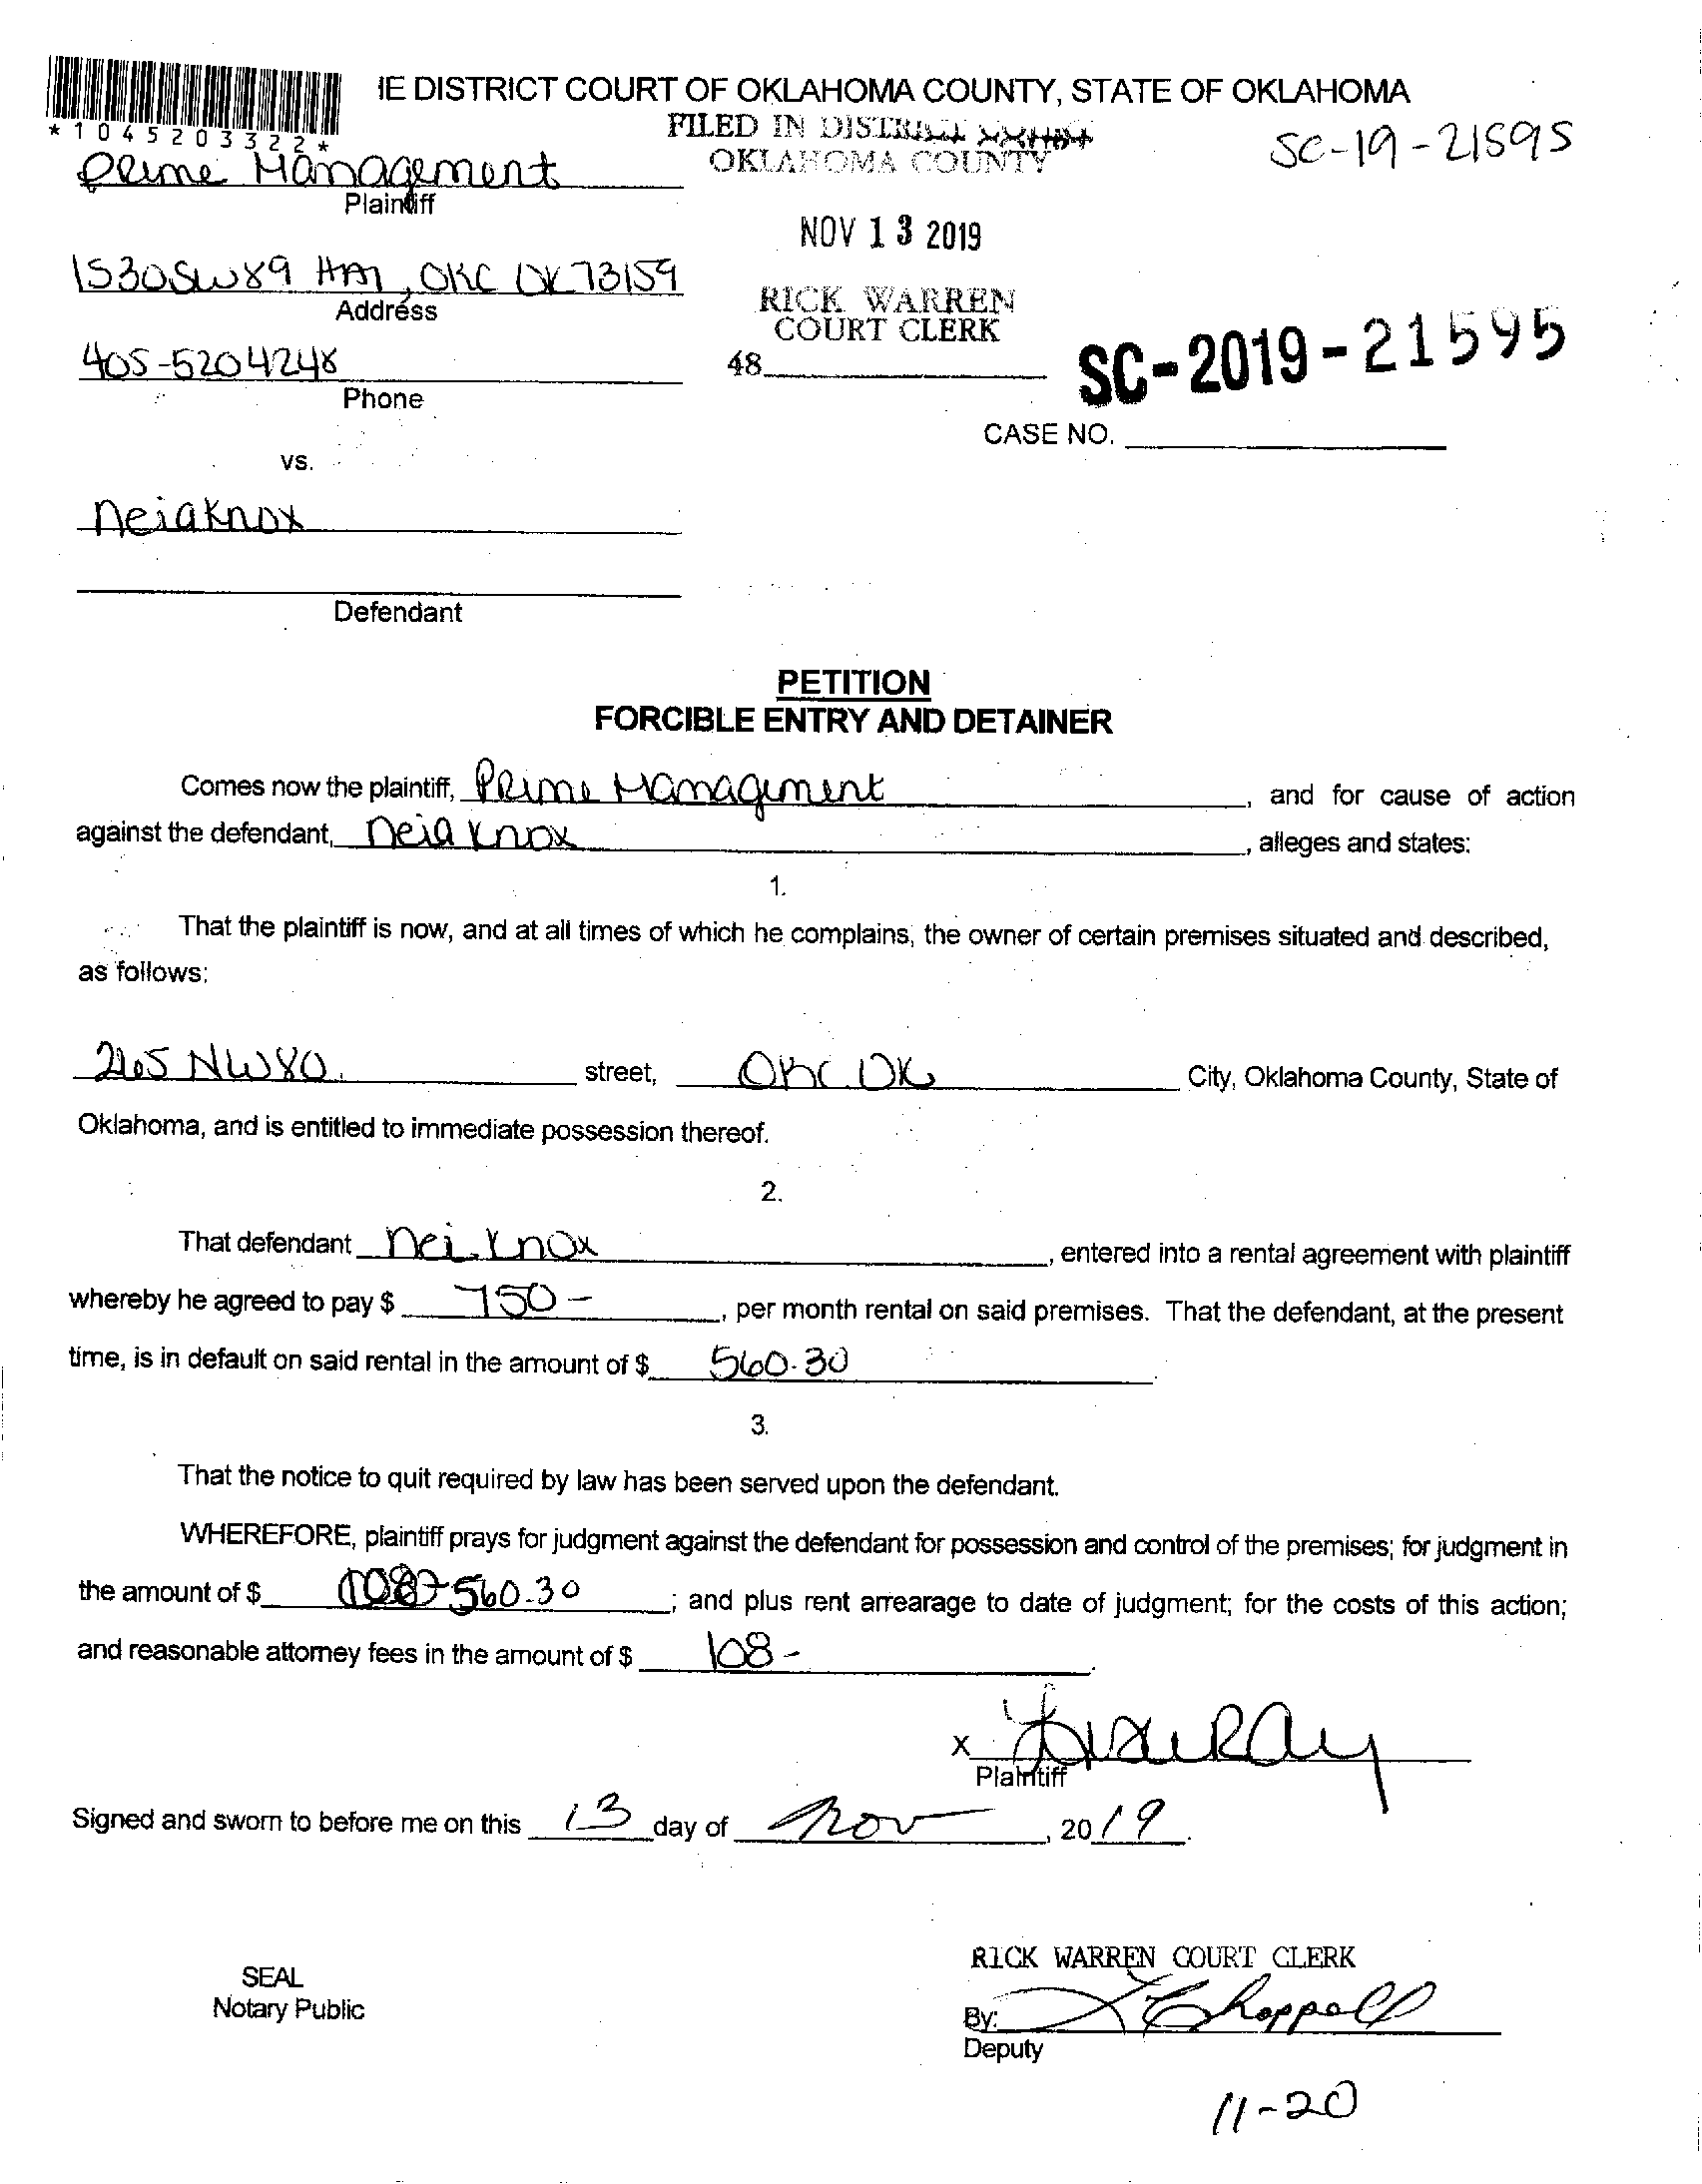 IE DISTRICT COURT OF OKLAHOMA COUNTY, STATE OF OKLAHOMA
*1045203322*
FILED IN DISTRICT
OKLAHOMA COUNTY
SC-19-21595
Prime Management
Plaintiff
NOV 13 2019
1530 SW 89 , OKC OK 73159
Address
RICK WARREN
COURT CLERK
405-5204248
48
SC-2019-21595
Phone
CASE NO.
vs.
neia Knox
Defendant
PETITION
FORCIBLE ENTRY AND DETAINER
Comes now the plaintiff, Prime Management, and for cause of action
against the defendant, neia Knox, alleges and states:
1.
That the plaintiff is now, and at all times of which he complains, the owner of certain premises situated and described,
as follows:
265 NW 80 street, OKC OK City, Oklahoma County, State of
Oklahoma, and is entitled to immediate possession thereof.
2.
That defendant nei Knox, entered into a rental agreement with plaintiff
whereby he agreed to pay $ 750-, per month rental on said premises. That the defendant, at the present
time, is in default on said rental in the amount of $ 560.30.
3.
That the notice to quit required by law has been served upon the defendant.
WHEREFORE, plaintiff prays for judgment against the defendant for possession and control of the premises; for judgment in
the amount of $ 560.30; and plus rent arrearage to date of judgment; for the costs of this action;
and reasonable attorney fees in the amount of $ 108-.
x Ray
Plaintiff
Signed and sworn to before me on this 13 day of Nov, 2019.
RICK WARREN COURT CLERK
SEAL
Notary Public
By: Chappell
Deputy
11-20